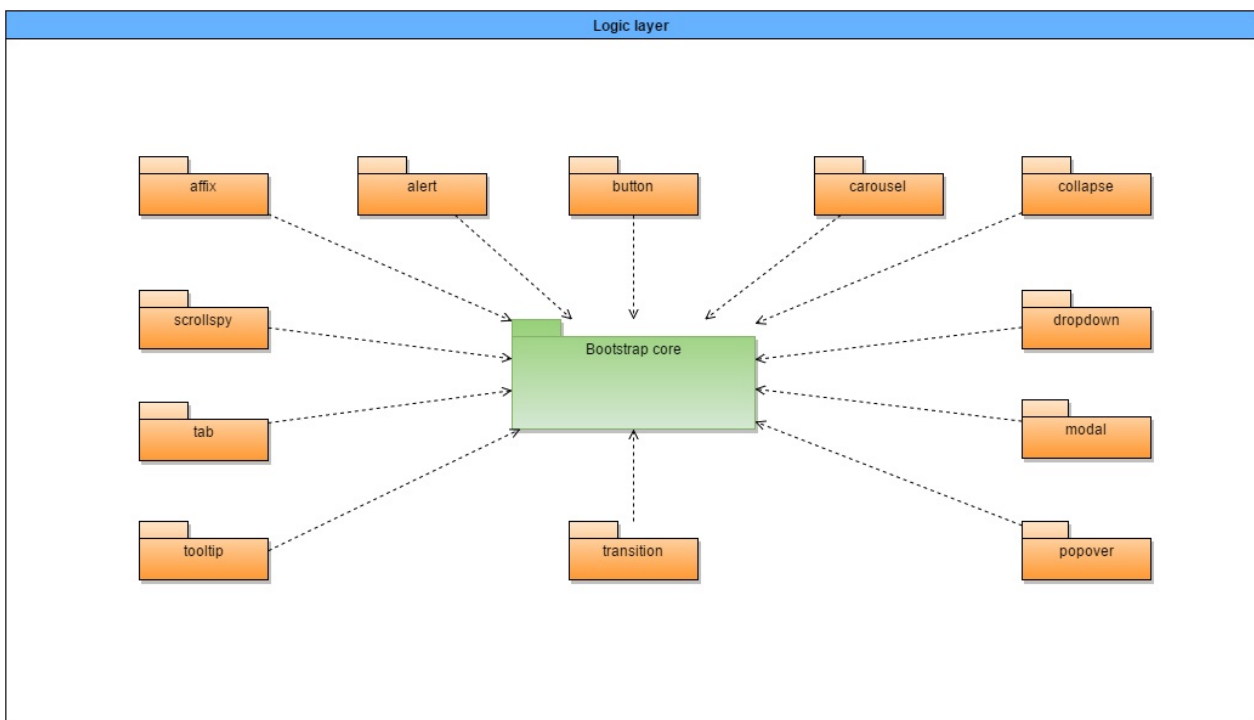 Logic layer
affix
alert
button
carousel
collapse
scrollspy
dropdown
Bootstrap core
tab
modal
tooltip
transition
popover